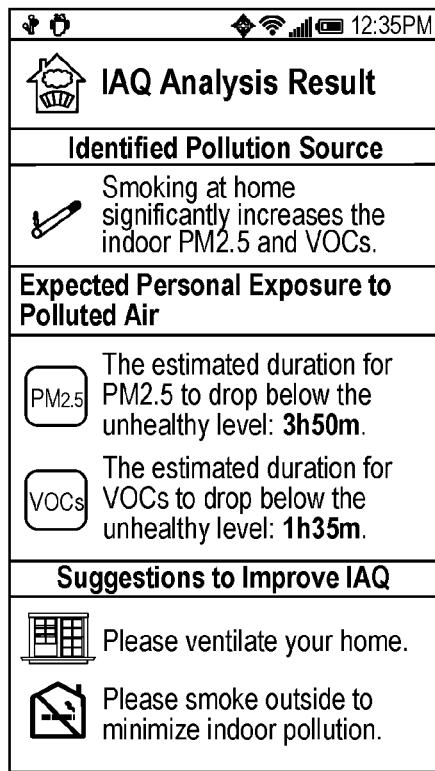 12:35PM
IAQ Analysis Result
Identified Pollution Source
Smoking at home
significantly increases the
indoor PM2.5 and VOCs.
Expected Personal Exposure to
Polluted Air
PM2.5
The estimated duration for
PM2.5 to drop below the
unhealthy level: 3h50m.
VOCs
The estimated duration for
VOCs to drop below the
unhealthy level: 1h35m.
Suggestions to Improve IAQ
Please ventilate your home.
Please smoke outside to
minimize indoor pollution.